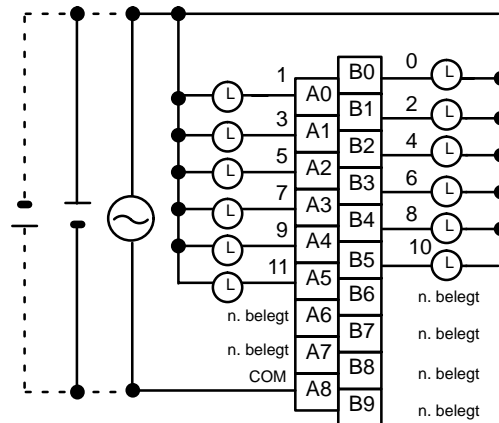 0
1 L A0 B0 L
2
3 L A1 B1 L
4
5 L A2 B2 L
6
7 L A3 B3 L
8
9 L A4 B4 L
10
11 L A5 B5 L
n. belegt A6 B6 n. belegt
n. belegt A7 B7 n. belegt
COM A8 B8 n. belegt
B9 n. belegt